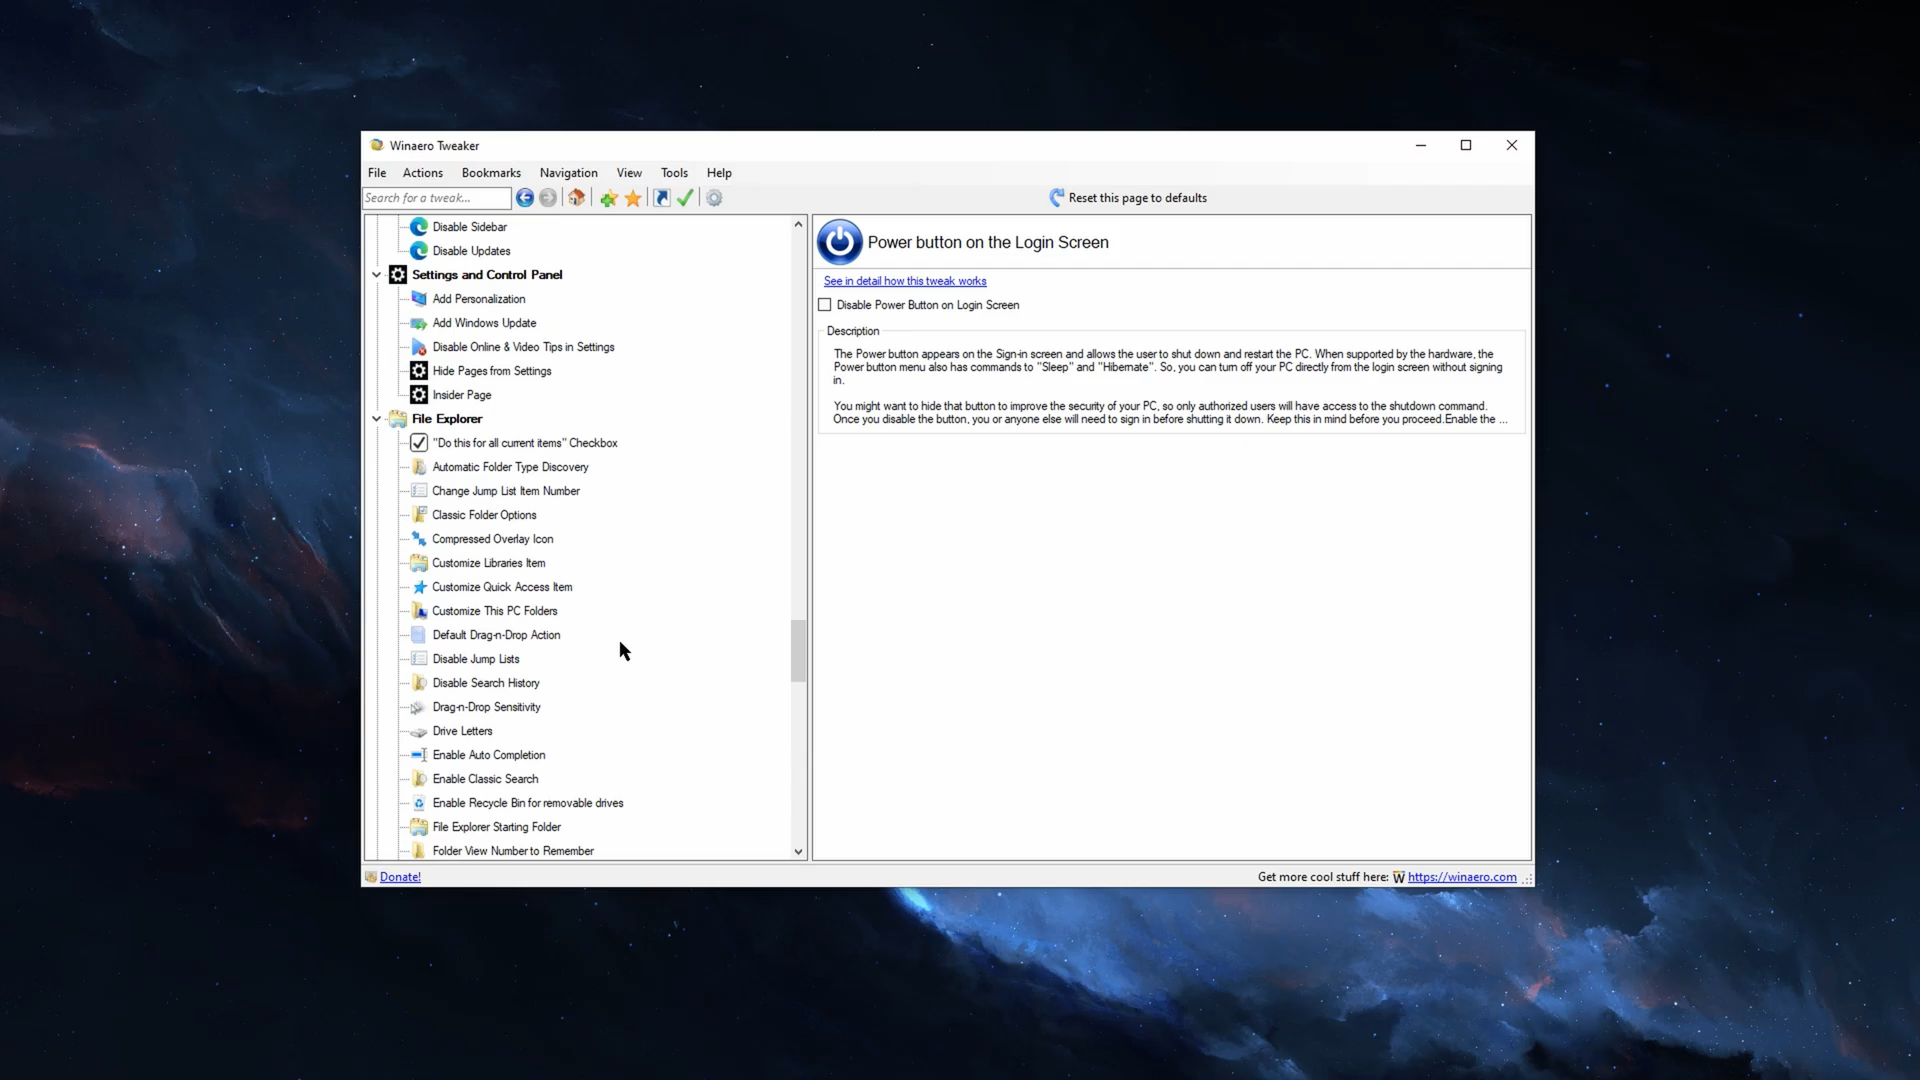 Winaero Tweaker
File Actions Bookmarks Navigation View Tools Help
Search for a tweak...
Reset this page to defaults
Disable Sidebar
Disable Updates
Settings and Control Panel
Add Personalization
Add Windows Update
Disable Online & Video Tips in Settings
Hide Pages from Settings
Insider Page
File Explorer
"Do this for all current items" Checkbox
Automatic Folder Type Discovery
Change Jump List Item Number
Classic Folder Options
Compressed Overlay Icon
Customize Libraries Item
Customize Quick Access Item
Customize This PC Folders
Default Drag-n-Drop Action
Disable Jump Lists
Disable Search History
Drag-n-Drop Sensitivity
Drive Letters
Enable Auto Completion
Enable Classic Search
Enable Recycle Bin for removable drives
File Explorer Starting Folder
Folder View Number to Remember
Power button on the Login Screen
See in detail how this tweak works
Disable Power Button on Login Screen
Description
The Power button appears on the Sign-in screen and allows the user to shut down and restart the PC. When supported by the hardware, the
Power button menu also has commands to "Sleep" and "Hibernate". So, you can turn off your PC directly from the login screen without signing
in.
You might want to hide that button to improve the security of your PC, so only authorized users will have access to the shutdown command.
Once you disable the button, you or anyone else will need to sign in before shutting it down. Keep this in mind before you proceed.Enable the ...
Donate!
Get more cool stuff here: W https://winaero.com